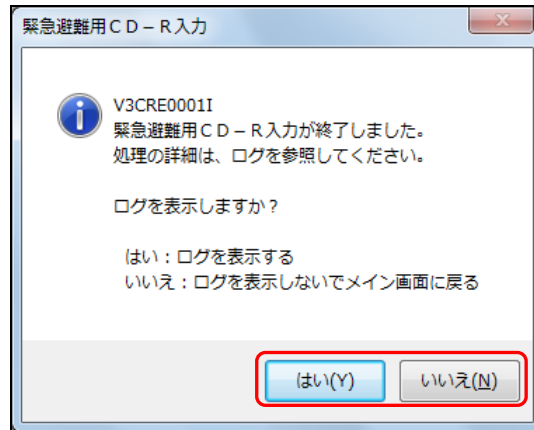 緊急避難用ＣＤ－Ｒ入力
V3CRE0001I
緊急避難用ＣＤ－Ｒ入力が終了しました。
処理の詳細は、ログを参照してください。
ログを表示しますか？
はい：ログを表示する
いいえ：ログを表示しないでメイン画面に戻る
はい(Y)
いいえ(N)